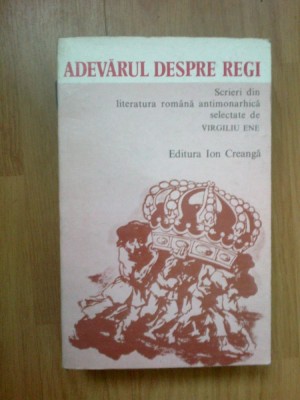 ADEVĂRUL DESPRE REGI
Scrieri din
literatura română antimonarhică
selectate de
VIRGILIU ENE
Editura Ion Creangă